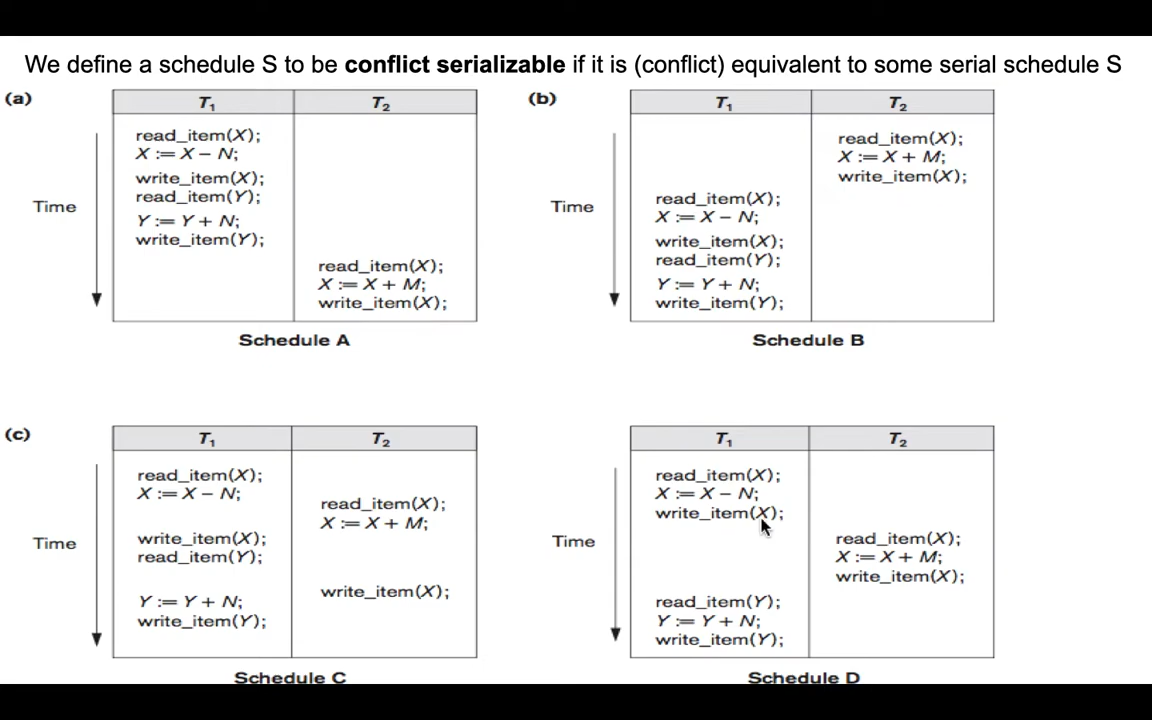 We define a schedule S to be conflict serializable if it is (conflict) equivalent to some serial schedule S
(a)
T1
T2
Time
read_item(X);
X := X – N;
write_item(X);
read_item(Y);
Y := Y + N;
write_item(Y);
read_item(X);
X := X + M;
write_item(X);
Schedule A
(b)
T1
T2
Time
read_item(X);
X := X + M;
write_item(X);
read_item(X);
X := X – N;
write_item(X);
read_item(Y);
Y := Y + N;
write_item(Y);
Schedule B
(c)
T1
T2
Time
read_item(X);
X := X – N;
read_item(X);
X := X + M;
write_item(X);
read_item(Y);
write_item(X);
Y := Y + N;
write_item(Y);
Schedule C
T1
T2
Time
read_item(X);
X := X – N;
write_item(X);
read_item(X);
X := X + M;
write_item(X);
read_item(Y);
Y := Y + N;
write_item(Y);
Schedule D